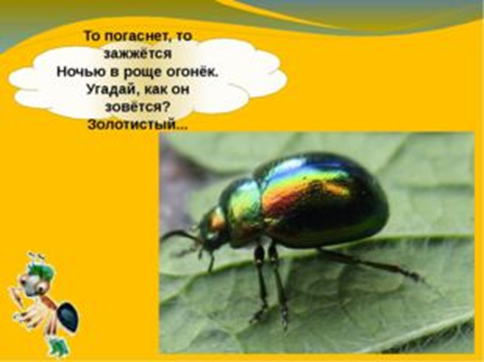 То погаснет, то
зажжётся
Ночью в роще огонёк.
Угадай, как он
зовётся?
Золотистый...